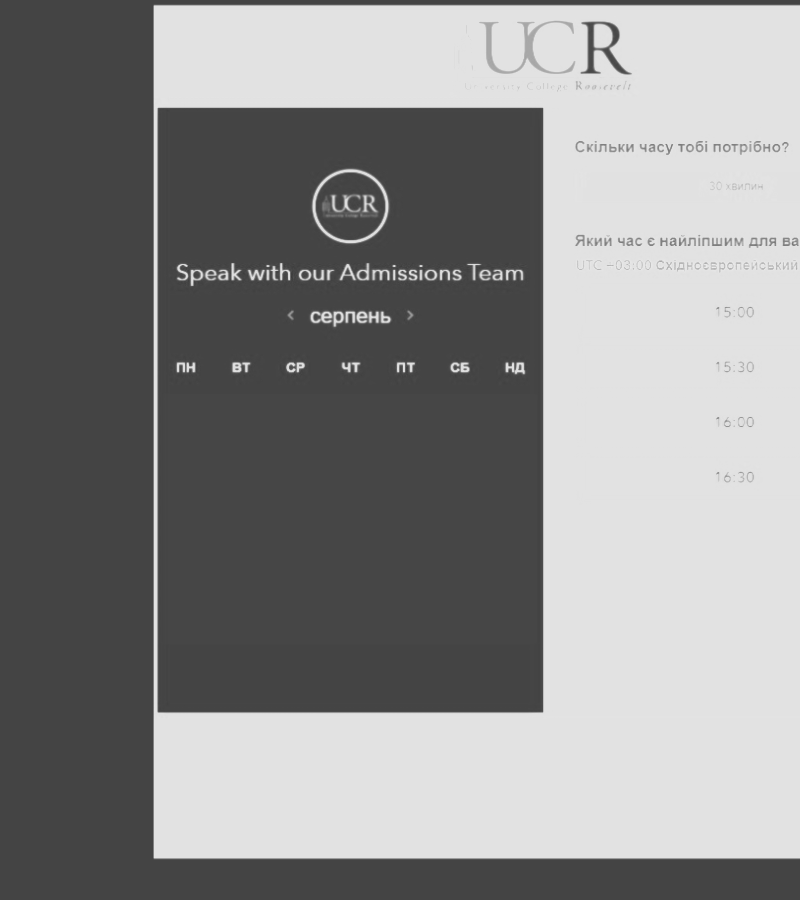 UCR
University College Roosevelt
UCR
Speak with our Admissions Team
серпень
ПН ВТ СР ЧТ ПТ СБ НД
Скільки часу тобі потрібно?
30 хвилин
Який час є найліпшим для ва
UTC +03:00 Східноєвропейський
15:00
15:30
16:00
16:30